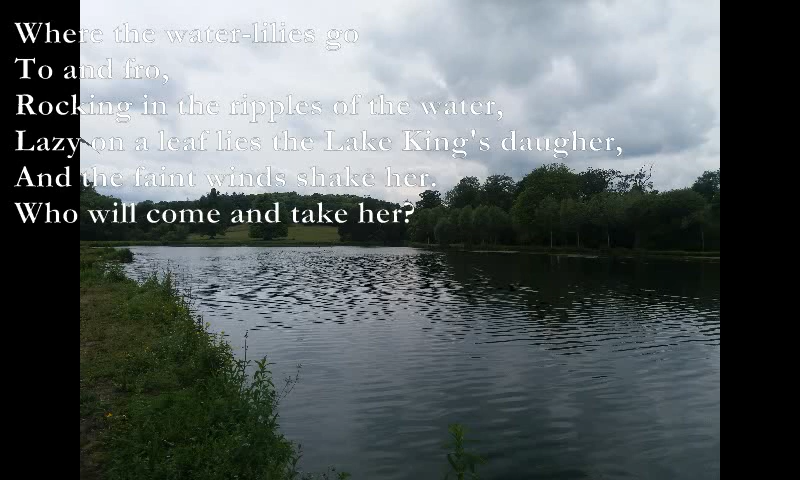 Where the water-lilies go
To and fro,
Rocking in the ripples of the water,
Lazy on a leaf lies the Lake King's daugher,
And the faint winds shake her.
Who will come and take her?